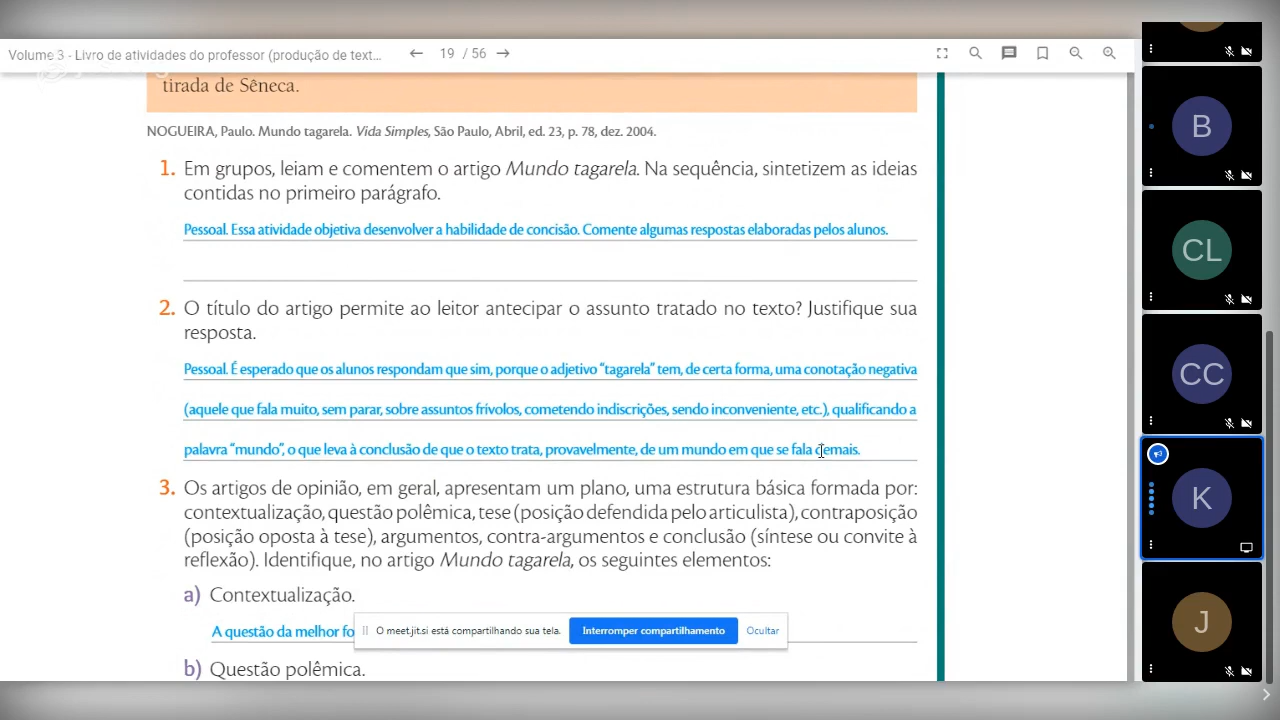 Volume 3 - Livro de atividades do professor (produção de text...
19 / 56
tirada de Sêneca.
NOGUEIRA, Paulo. Mundo tagarela. Vida Simples, São Paulo, Abril, ed. 23, p. 78, dez. 2004.
1. Em grupos, leiam e comentem o artigo Mundo tagarela. Na sequência, sintetizem as ideias
contidas no primeiro parágrafo.
Pessoal. Essa atividade objetiva desenvolver a habilidade de concisão. Comente algumas respostas elaboradas pelos alunos.
2. O título do artigo permite ao leitor antecipar o assunto tratado no texto? Justifique sua
resposta.
Pessoal. É esperado que os alunos respondam que sim, porque o adjetivo “tagarela” tem, de certa forma, uma conotação negativa
(aquele que fala muito, sem parar, sobre assuntos frívolos, cometendo indiscrições, sendo inconveniente, etc.), qualificando a
palavra “mundo”, o que leva à conclusão de que o texto trata, provavelmente, de um mundo em que se fala demais.
3. Os artigos de opinião, em geral, apresentam um plano, uma estrutura básica formada por:
contextualização, questão polêmica, tese (posição defendida pelo articulista), contraposição
(posição oposta à tese), argumentos, contra-argumentos e conclusão (síntese ou convite à
reflexão). Identifique, no artigo Mundo tagarela, os seguintes elementos:
a) Contextualização.
A questão da melhor fo
O meet.jit.si está compartilhando sua tela.
Interromper compartilhamento
Ocultar
b) Questão polêmica.
B
CL
CC
K
J